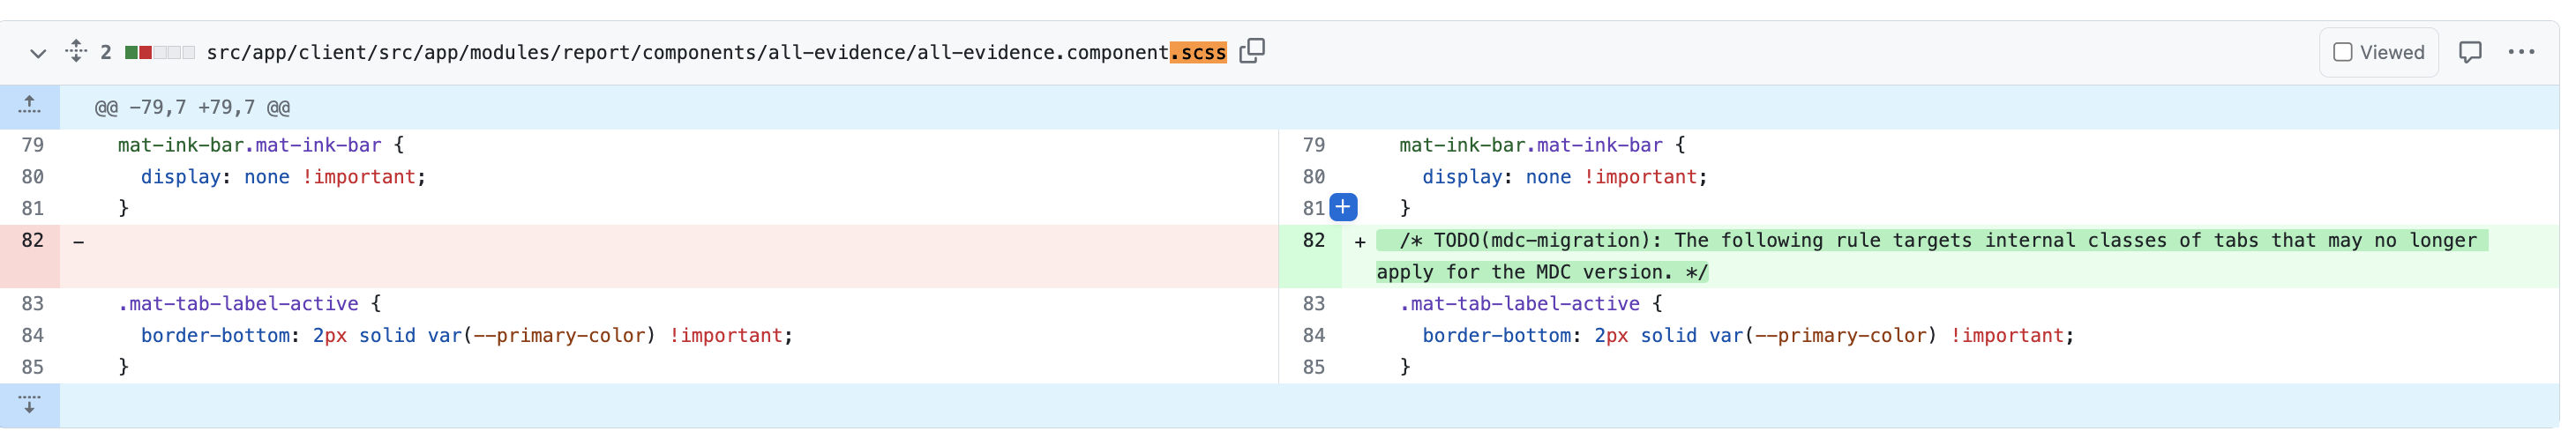 2 src/app/client/src/app/modules/report/components/all-evidence/all-evidence.component.scss Viewed
@@ -79,7 +79,7 @@
79 mat-ink-bar.mat-ink-bar {
80 display: none !important;
81 }
82 -
83 .mat-tab-label-active {
84 border-bottom: 2px solid var(--primary-color) !important;
85 }
79 mat-ink-bar.mat-ink-bar {
80 display: none !important;
81 + }
82 + /* TODO(mdc-migration): The following rule targets internal classes of tabs that may no longer
apply for the MDC version. */
83 .mat-tab-label-active {
84 border-bottom: 2px solid var(--primary-color) !important;
85 }